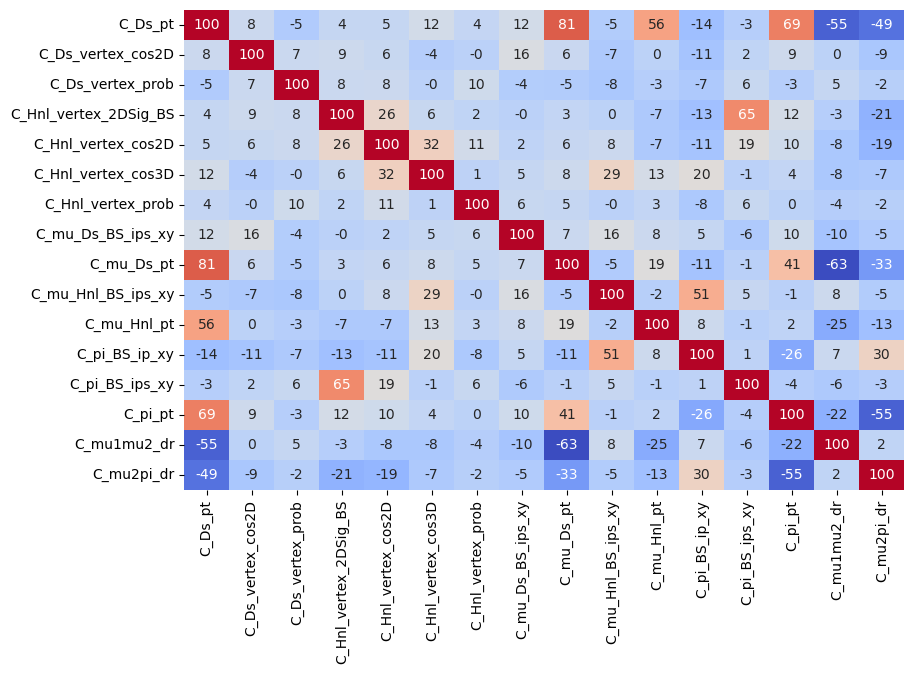 C_Ds_pt 100 8 -5 4 5 12 4 12 81 -5 56 -14 -3 69 -55 -49
C_Ds_vertex_cos2D 8 100 7 9 6 -4 -0 16 6 -7 0 -11 2 9 0 -9
C_Ds_vertex_prob -5 7 100 8 8 -0 10 -4 -5 -8 -3 -7 6 -3 5 -2
C_Hnl_vertex_2DSig_BS 4 9 8 100 26 6 2 -0 3 0 -7 -13 65 12 -3 -21
C_Hnl_vertex_cos2D 5 6 8 26 100 32 11 2 6 8 -7 -11 19 10 -8 -19
C_Hnl_vertex_cos3D 12 -4 -0 6 32 100 1 5 8 29 13 20 -1 4 -8 -7
C_Hnl_vertex_prob 4 -0 10 2 11 1 100 6 5 -0 3 -8 6 0 -4 -2
C_mu_Ds_BS_ips_xy 12 16 -4 -0 2 5 6 100 7 16 8 5 -6 10 -10 -5
C_mu_Ds_pt 81 6 -5 3 6 8 5 7 100 -5 19 -11 -1 41 -63 -33
C_mu_Hnl_BS_ips_xy -5 -7 -8 0 8 29 -0 16 -5 100 -2 51 5 -1 8 -5
C_mu_Hnl_pt 56 0 -3 -7 -7 13 3 8 19 -2 100 8 -1 2 -25 -13
C_pi_BS_ip_xy -14 -11 -7 -13 -11 20 -8 5 -11 51 8 100 1 -26 7 30
C_pi_BS_ips_xy -3 2 6 65 19 -1 6 -6 -1 5 -1 1 100 -4 -6 -3
C_pi_pt 69 9 -3 12 10 4 0 10 41 -1 2 -26 -4 100 -22 -55
C_mu1mu2_dr -55 0 5 -3 -8 -8 -4 -10 -63 8 -25 7 -6 -22 100 2
C_mu2pi_dr -49 -9 -2 -21 -19 -7 -2 -5 -33 -5 -13 30 -3 -55 2 100
C_Ds_pt
C_Ds_vertex_cos2D
C_Ds_vertex_prob
C_Hnl_vertex_2DSig_BS
C_Hnl_vertex_cos2D
C_Hnl_vertex_cos3D
C_Hnl_vertex_prob
C_mu_Ds_BS_ips_xy
C_mu_Ds_pt
C_mu_Hnl_BS_ips_xy
C_mu_Hnl_pt
C_pi_BS_ip_xy
C_pi_BS_ips_xy
C_pi_pt
C_mu1mu2_dr
C_mu2pi_dr